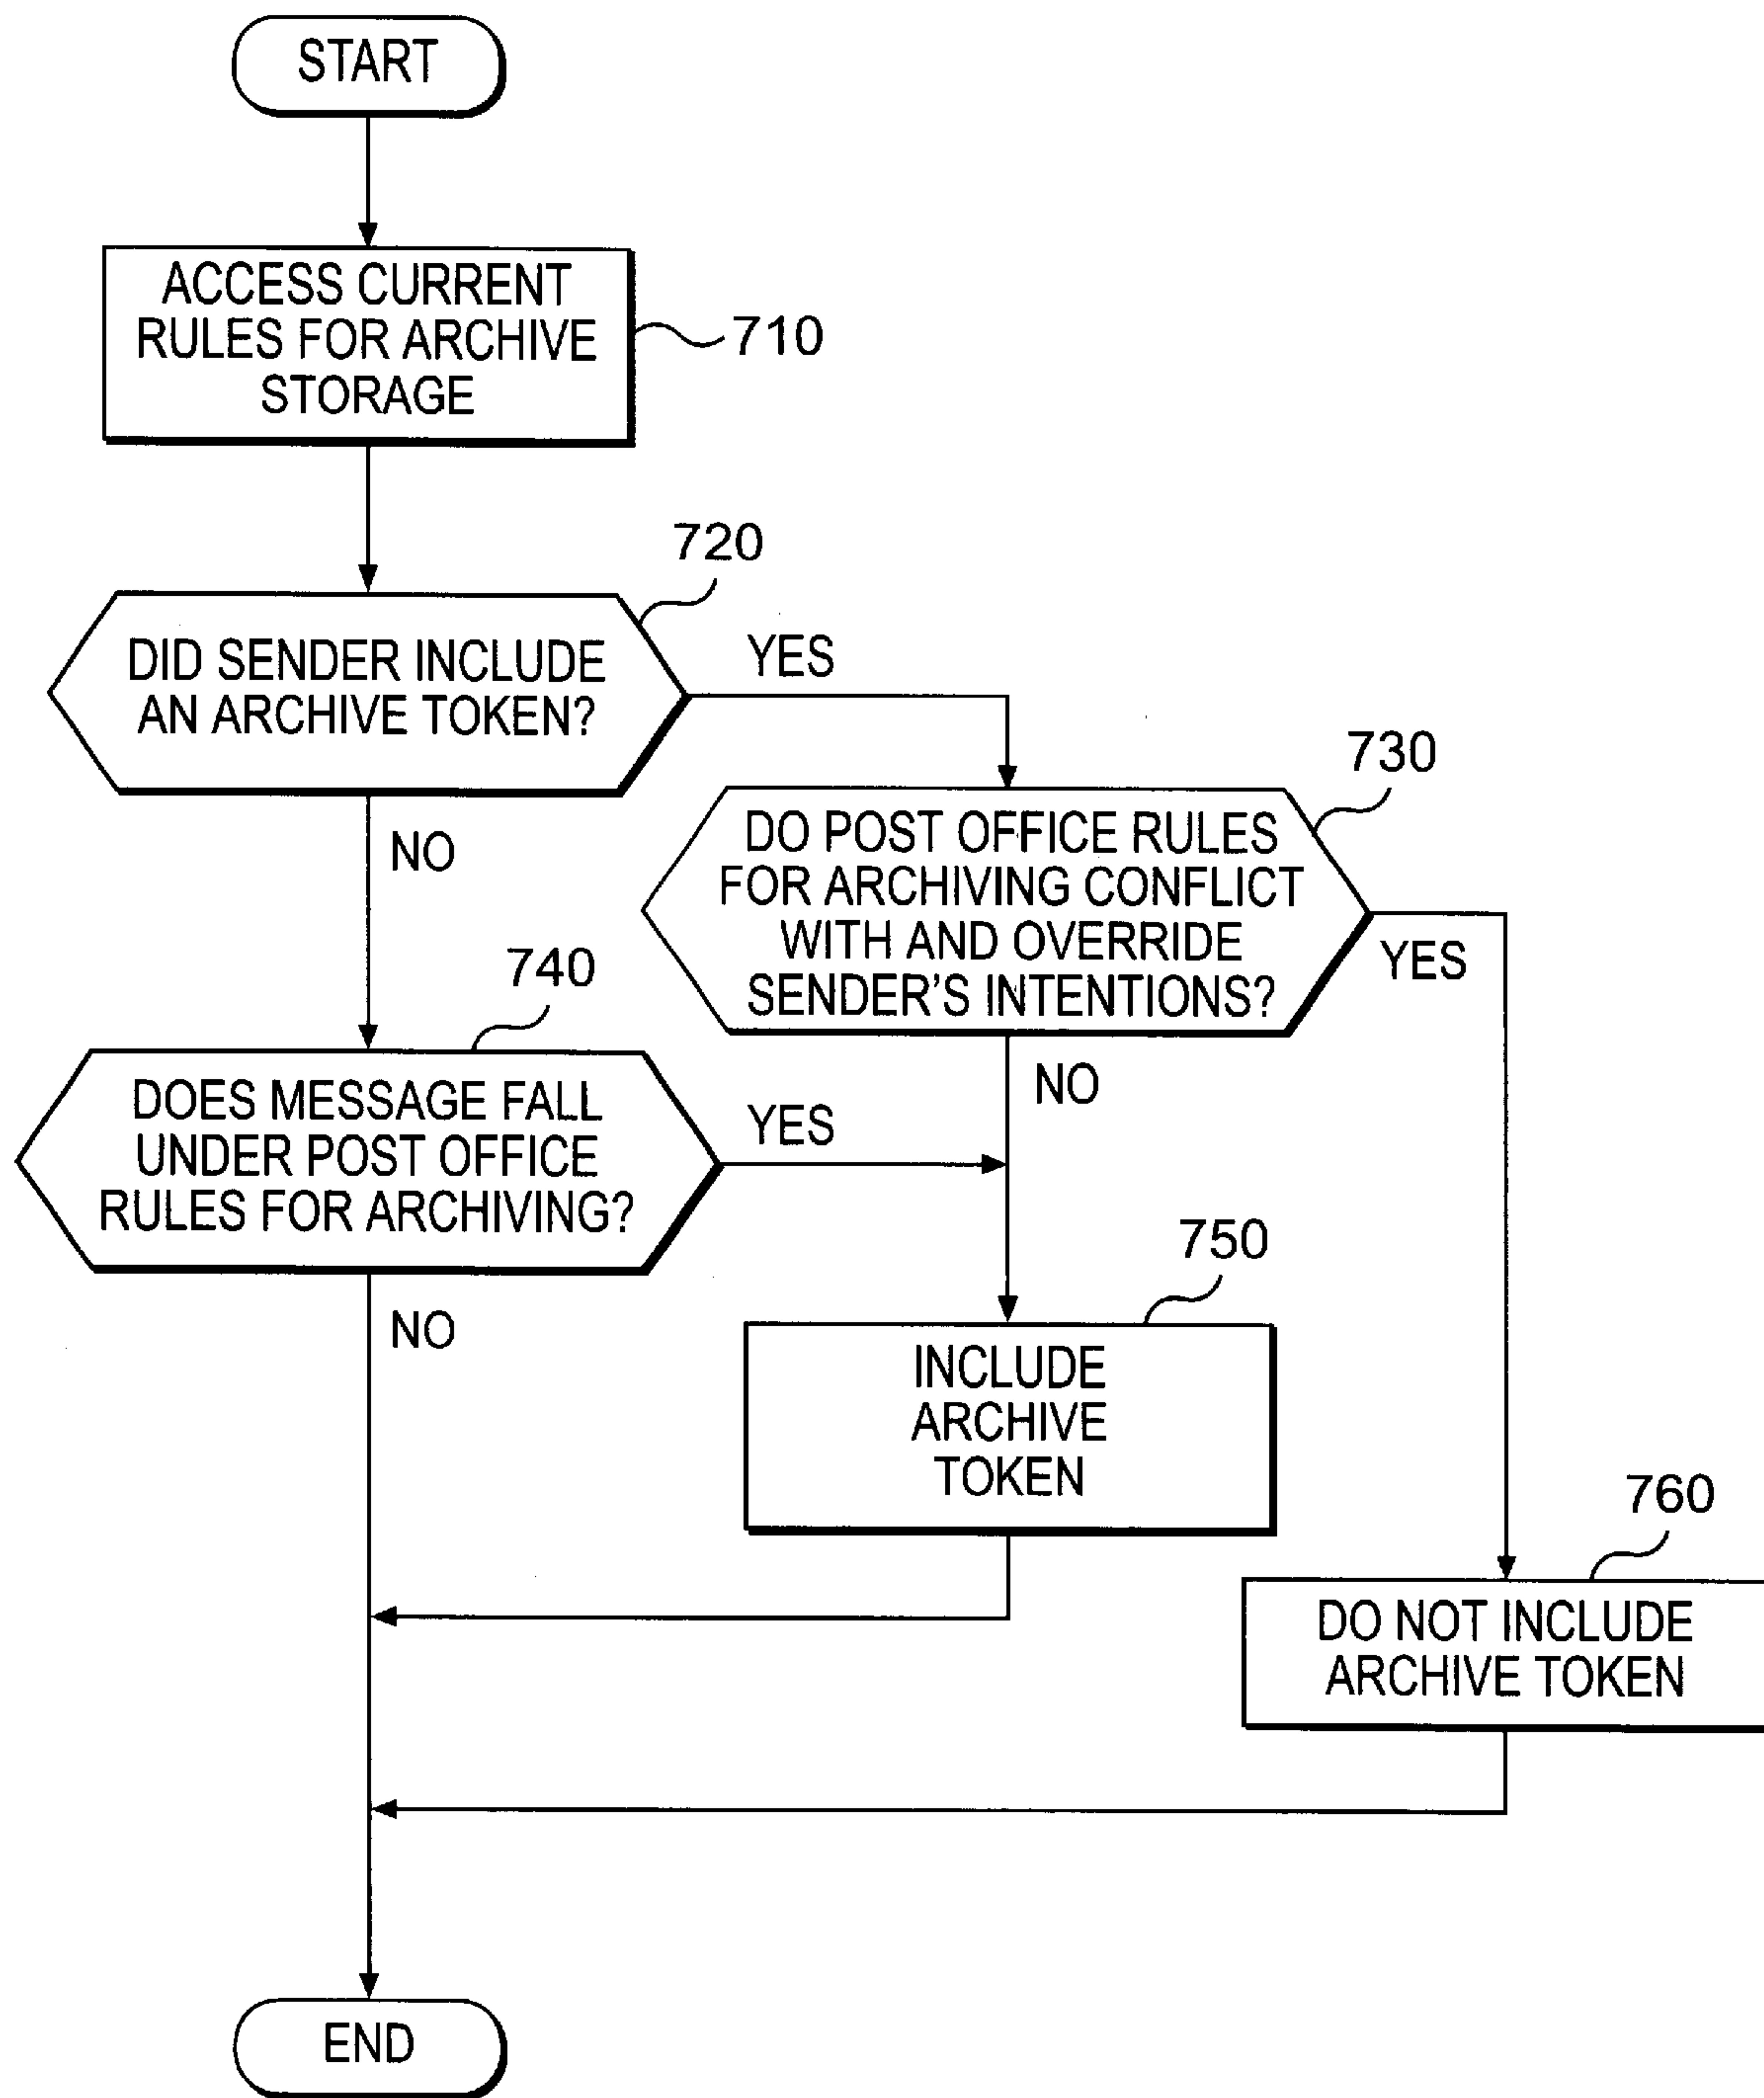 START
ACCESS CURRENT
RULES FOR ARCHIVE
STORAGE
710
720
DID SENDER INCLUDE
AN ARCHIVE TOKEN?
YES
NO
730
DO POST OFFICE RULES
FOR ARCHIVING CONFLICT
WITH AND OVERRIDE
SENDER'S INTENTIONS?
YES
NO
740
DOES MESSAGE FALL
UNDER POST OFFICE
RULES FOR ARCHIVING?
YES
NO
750
INCLUDE
ARCHIVE
TOKEN
760
DO NOT INCLUDE
ARCHIVE TOKEN
END